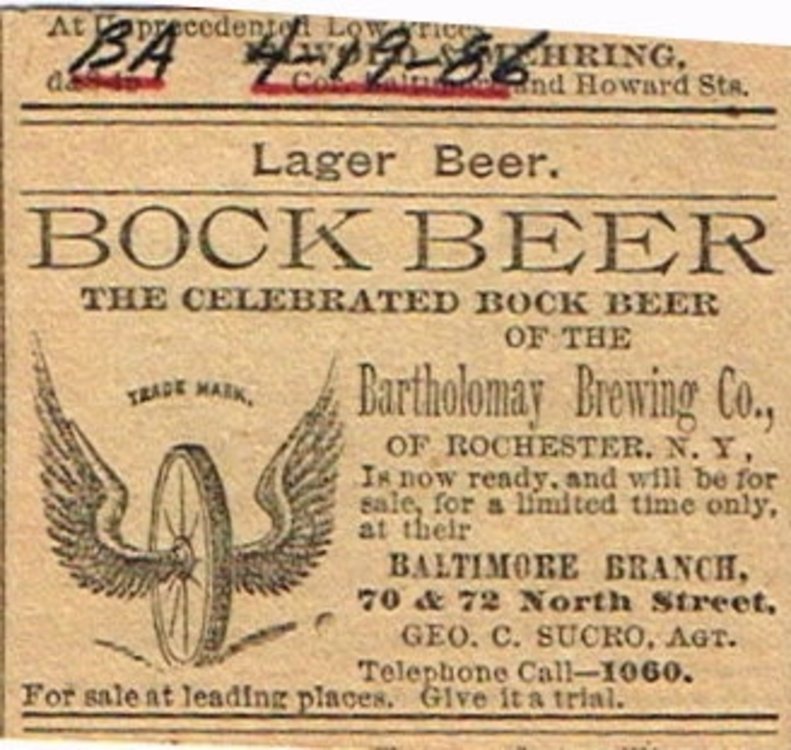 At Unprecedented Low Prices
BA 4-19-86
& MEHRING,
Cor. Baltimore and Howard Sts.
Lager Beer.
BOCK BEER
THE CELEBRATED BOCK BEER
OF THE
TRADE MARK.
Bartholomay Brewing Co.,
OF ROCHESTER. N. Y,
Is now ready, and will be for
sale, for a limited time only,
at their
BALTIMORE BRANCH,
70 & 72 North Street,
GEO. C. SUCRO, AGT.
Telephone Call—1060.
For sale at leading places. Give it a trial.